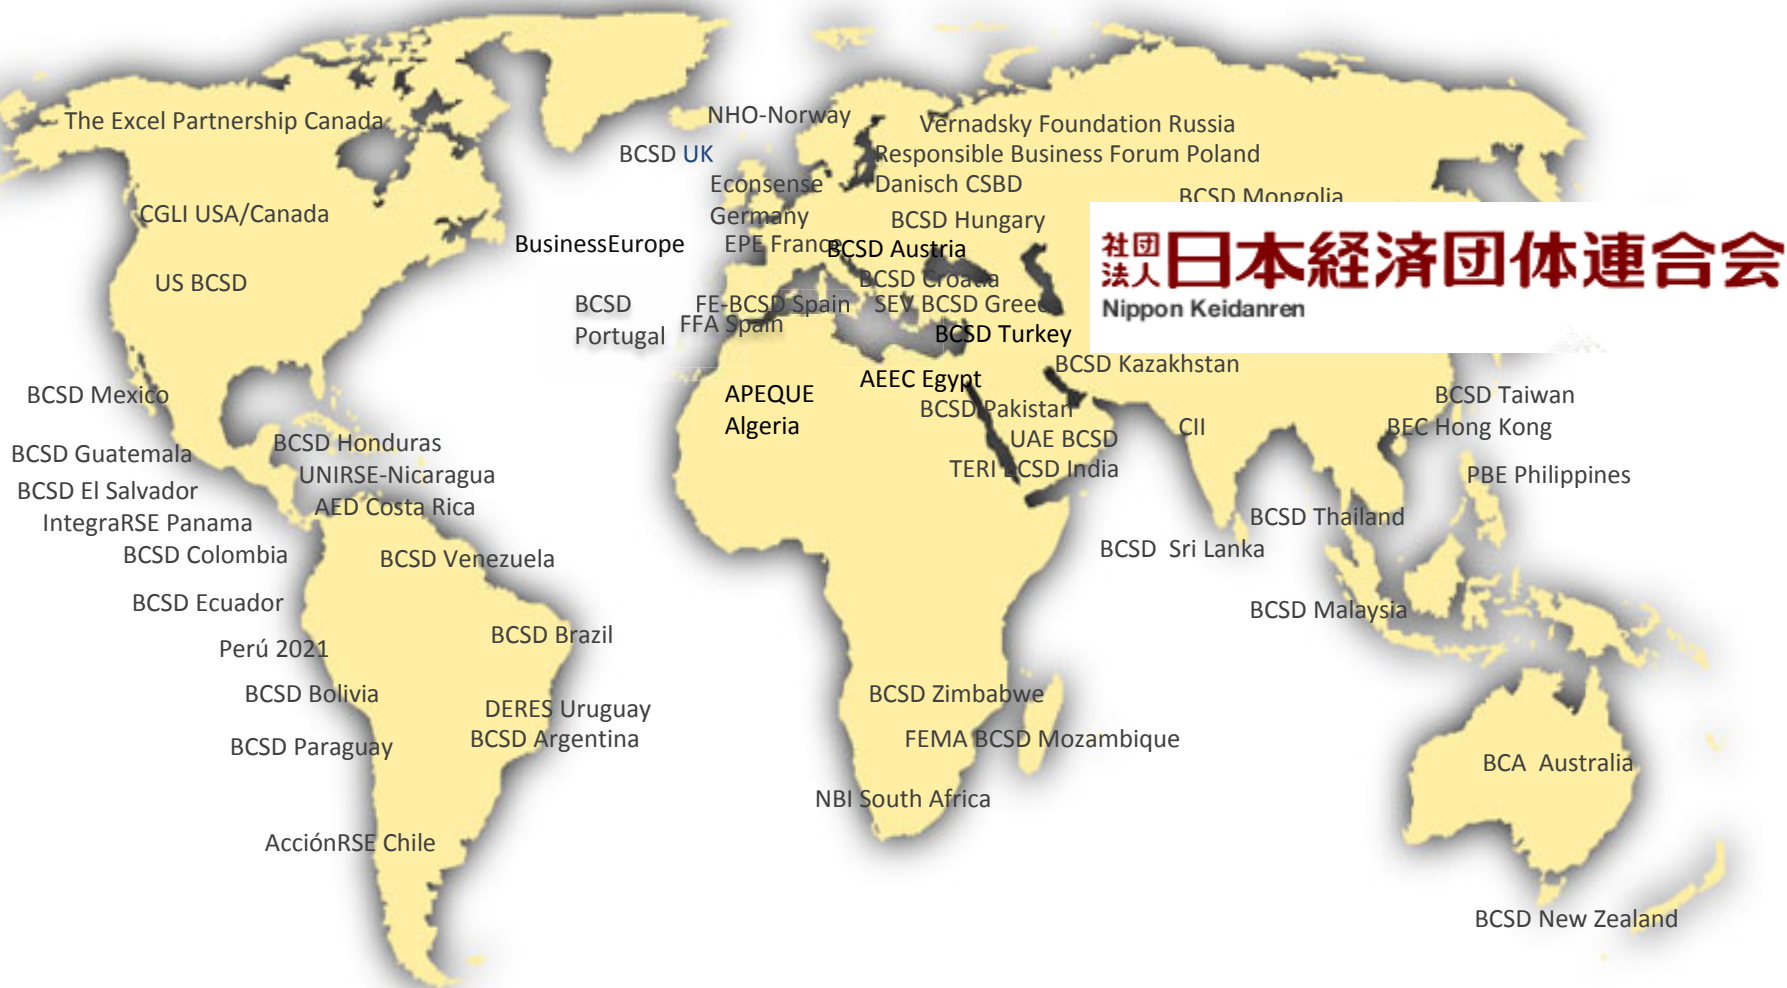 The Excel Partnership Canada
CGLI USA/Canada
US BCSD
BCSD Mexico
BCSD Guatemala
BCSD El Salvador
IntegraRSE Panama
BCSD Colombia
BCSD Ecuador
Perú 2021
BCSD Bolivia
BCSD Paraguay
AcciónRSE Chile
BCSD Honduras
UNIRSE-Nicaragua
AED Costa Rica
BCSD Venezuela
BCSD Brazil
DERES Uruguay
BCSD Argentina
NHO-Norway
BCSD UK
Econsense
Germany
BusinessEurope
EPE France
BCSD
Portugal
FE-BCSD Spain
FFA Spain
Vernadsky Foundation Russia
Responsible Business Forum Poland
Danisch CSBD
BCSD Hungary
BCSD Austria
BCSD Croatia
SEV BCSD Greece
BCSD Turkey
APEQUE
Algeria
AEEC Egypt
BCSD Pakistan
UAE BCSD
TERI BCSD India
BCSD Zimbabwe
FEMA BCSD Mozambique
NBI South Africa
BCSD Mongolia
社団法人 日本経済団体連合会
Nippon Keidanren
BCSD Kazakhstan
CII
BCSD Taiwan
BEC Hong Kong
PBE Philippines
BCSD Thailand
BCSD Sri Lanka
BCSD Malaysia
BCA Australia
BCSD New Zealand